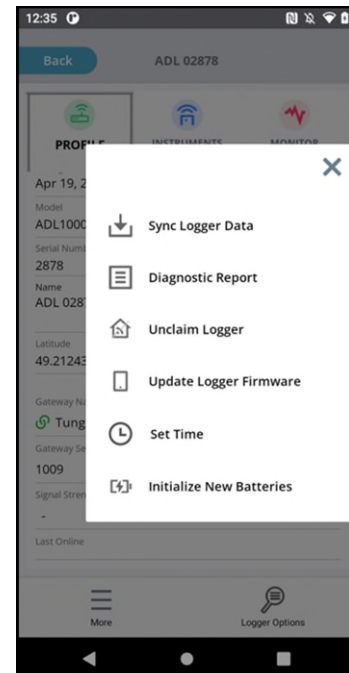 12:35
Back
ADL 02878
PROFILE
INSTRUMENTS
MONITOR
Apr 19, 2
Model
ADL1000
Serial Numb
2878
Name
ADL 028
Latitude
49.21243
Gateway Na
Tung
Gateway Se
1009
Signal Stren
-
Last Online
Sync Logger Data
Diagnostic Report
Unclaim Logger
Update Logger Firmware
Set Time
Initialize New Batteries
More
Logger Options